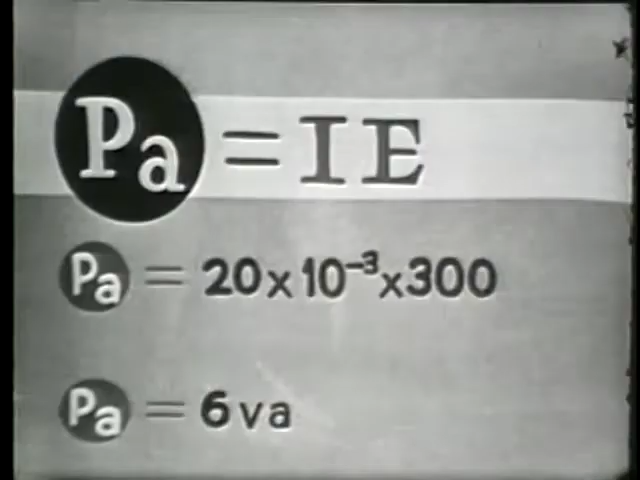 Pa = IE
Pa = 20x10⁻³x300
Pa = 6va